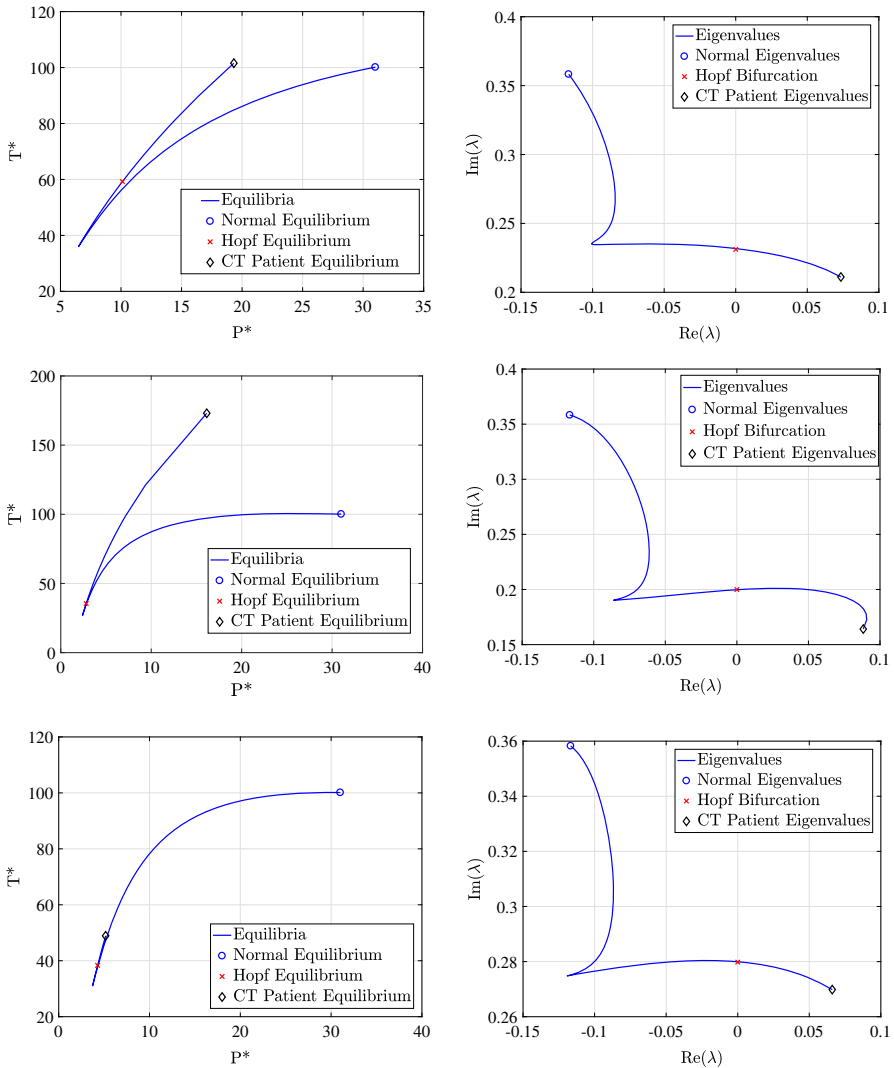 120
100
80
60
40
20
T*
Equilibria
Normal Equilibrium
Hopf Equilibrium
CT Patient Equilibrium
5 10 15 20 25 30 35
P*
0.4
0.35
0.3
0.25
0.2
Im(λ)
Eigenvalues
Normal Eigenvalues
Hopf Bifurcation
CT Patient Eigenvalues
-0.15 -0.1 -0.05 0 0.05 0.1
Re(λ)
200
150
100
50
0
T*
Equilibria
Normal Equilibrium
Hopf Equilibrium
CT Patient Equilibrium
0 10 20 30 40
P*
0.4
0.35
0.3
0.25
0.2
0.15
Im(λ)
Eigenvalues
Normal Eigenvalues
Hopf Bifurcation
CT Patient Eigenvalues
-0.15 -0.1 -0.05 0 0.05 0.1
Re(λ)
120
100
80
60
40
20
T*
Equilibria
Normal Equilibrium
Hopf Equilibrium
CT Patient Equilibrium
0 10 20 30 40
P*
0.36
0.34
0.32
0.3
0.28
0.26
Im(λ)
Eigenvalues
Normal Eigenvalues
Hopf Bifurcation
CT Patient Eigenvalues
-0.15 -0.1 -0.05 0 0.05 0.1
Re(λ)